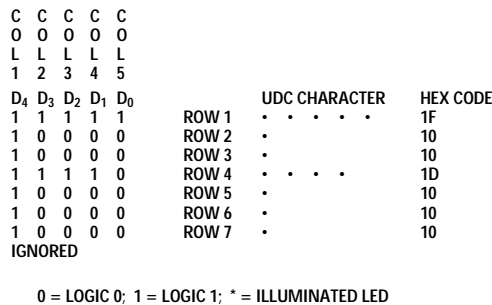 C C C C C
O O O O O
L L L L L
1 2 3 4 5
D4 D3 D2 D1 D0 UDC CHARACTER HEX CODE
1 1 1 1 1 ROW 1 • • • • • 1F
1 0 0 0 0 ROW 2 • 10
1 0 0 0 0 ROW 3 • 10
1 1 1 1 0 ROW 4 • • • • 1D
1 0 0 0 0 ROW 5 • 10
1 0 0 0 0 ROW 6 • 10
1 0 0 0 0 ROW 7 • 10
IGNORED
0 = LOGIC 0; 1 = LOGIC 1; * = ILLUMINATED LED